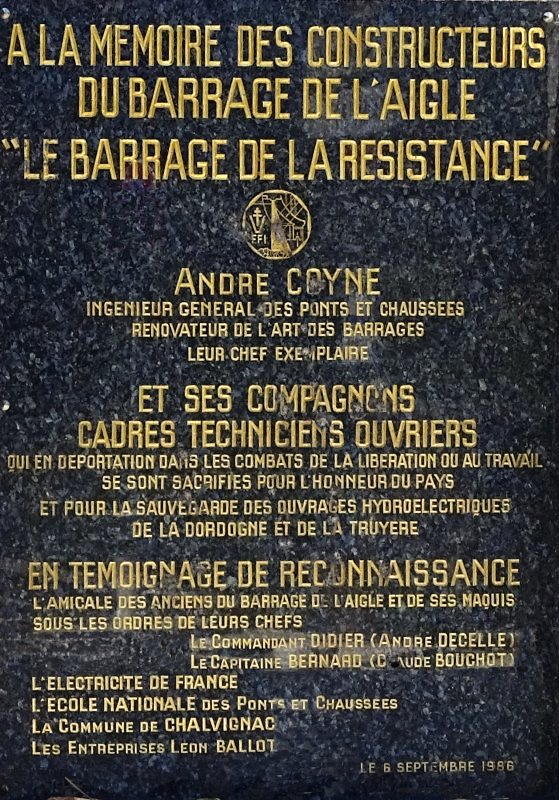 A LA MEMOIRE DES CONSTRUCTEURS
DU BARRAGE DE L'AIGLE
"LE BARRAGE DE LA RESISTANCE"
FFI
ANDRE COYNE
INGENIEUR GENERAL DES PONTS ET CHAUSSEES
RENOVATEUR DE L'ART DES BARRAGES
LEUR CHEF EXEMPLAIRE
ET SES COMPAGNONS
CADRES TECHNICIENS OUVRIERS
QUI EN DEPORTATION DANS LES COMBATS DE LA LIBERATION OU AU TRAVAIL
SE SONT SACRIFIES POUR L'HONNEUR DU PAYS
ET POUR LA SAUVEGARDE DES OUVRAGES HYDROELECTRIQUES
DE LA DORDOGNE ET DE LA TRUYERE
EN TEMOIGNAGE DE RECONNAISSANCE
L'AMICALE DES ANCIENS DU BARRAGE DE L'AIGLE ET DE SES MAQUIS
SOUS LES ORDRES DE LEURS CHEFS
LE COMMANDANT DIDIER (ANDRE DECELLE)
LE CAPITAINE BERNARD (CLAUDE BOUCHOT)
L'ELECTRICITE DE FRANCE
L'ECOLE NATIONALE DES PONTS ET CHAUSSEES
LA COMMUNE DE CHALVIGNAC
LES ENTREPRISES LEON BALLOT
LE 6 SEPTEMBRE 1986